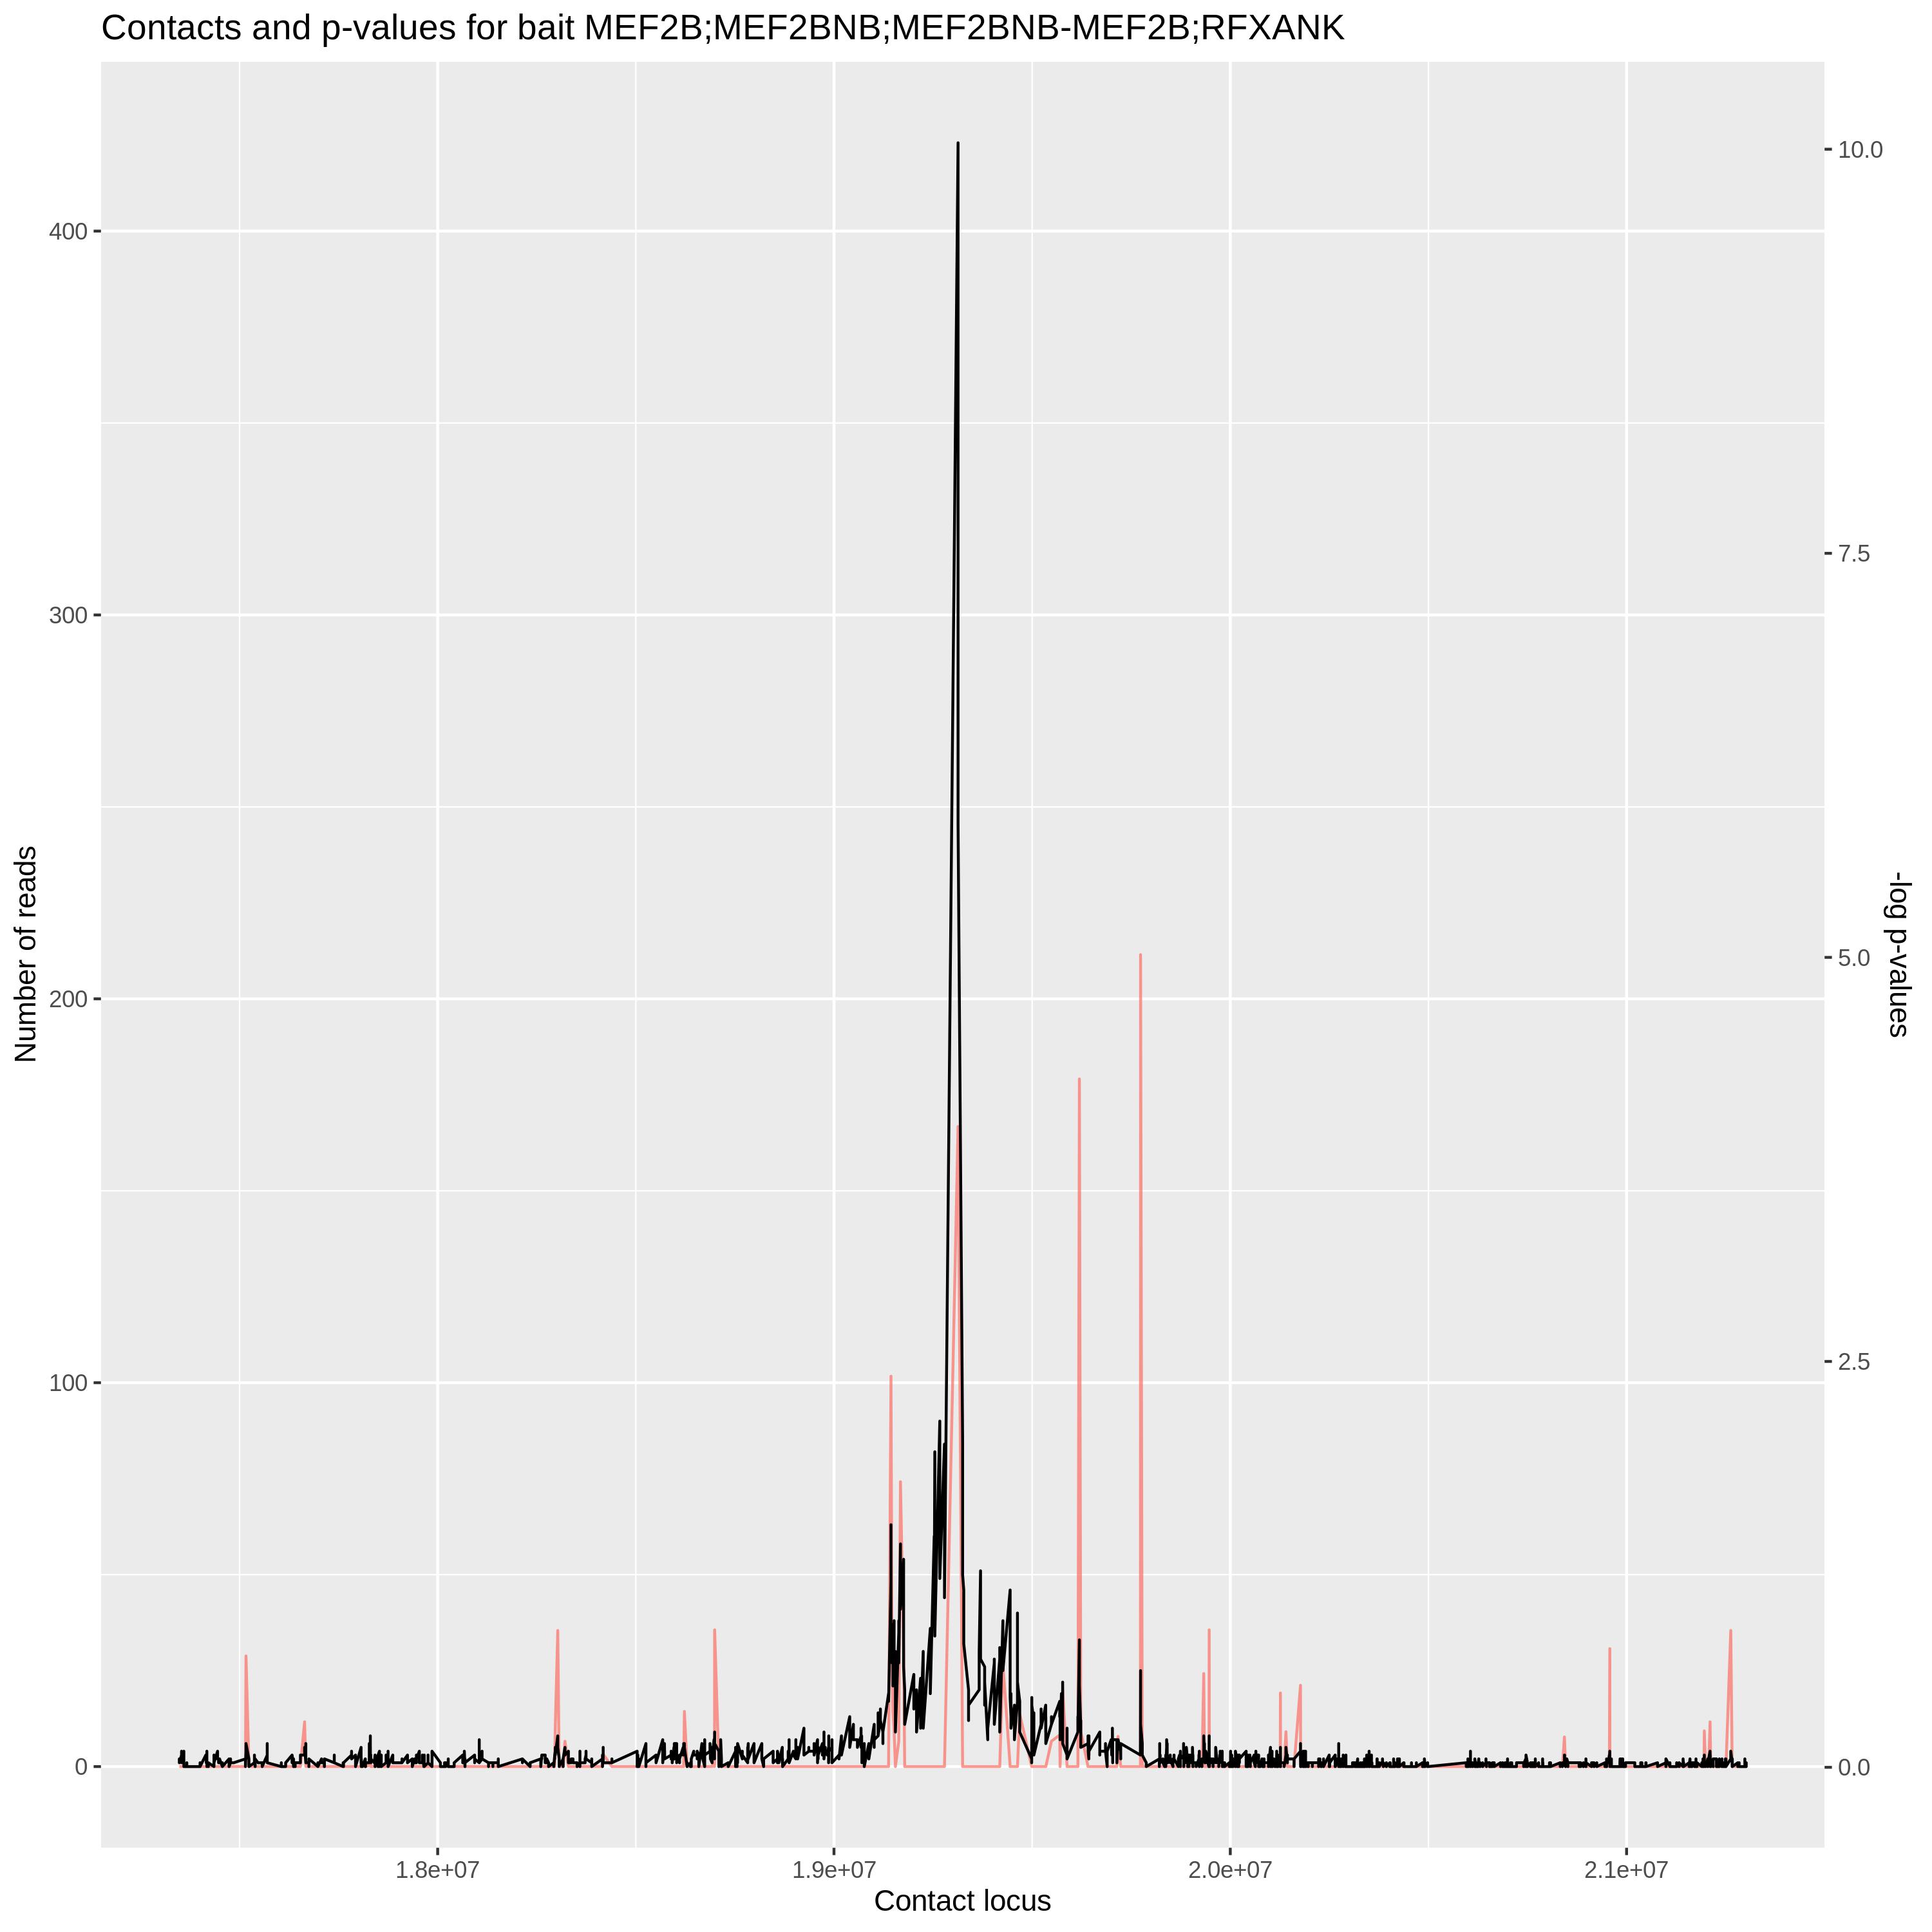 Contacts and p-values for bait MEF2B;MEF2BNB;MEF2BNB-MEF2B;RFXANK
400
300
200
100
0
Number of reads
10.0
7.5
5.0
2.5
0.0
-log p-values
1.8e+07
1.9e+07
2.0e+07
2.1e+07
Contact locus